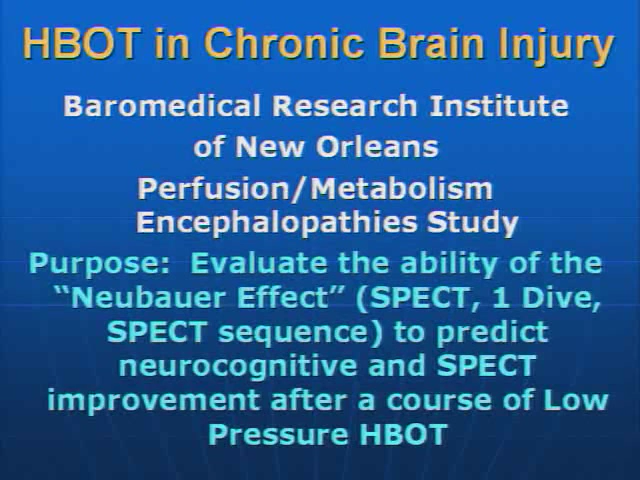 HBOT in Chronic Brain Injury
Baromedical Research Institute
of New Orleans
Perfusion/Metabolism
Encephalopathies Study
Purpose: Evaluate the ability of the
“Neubauer Effect” (SPECT, 1 Dive,
SPECT sequence) to predict
neurocognitive and SPECT
improvement after a course of Low
Pressure HBOT